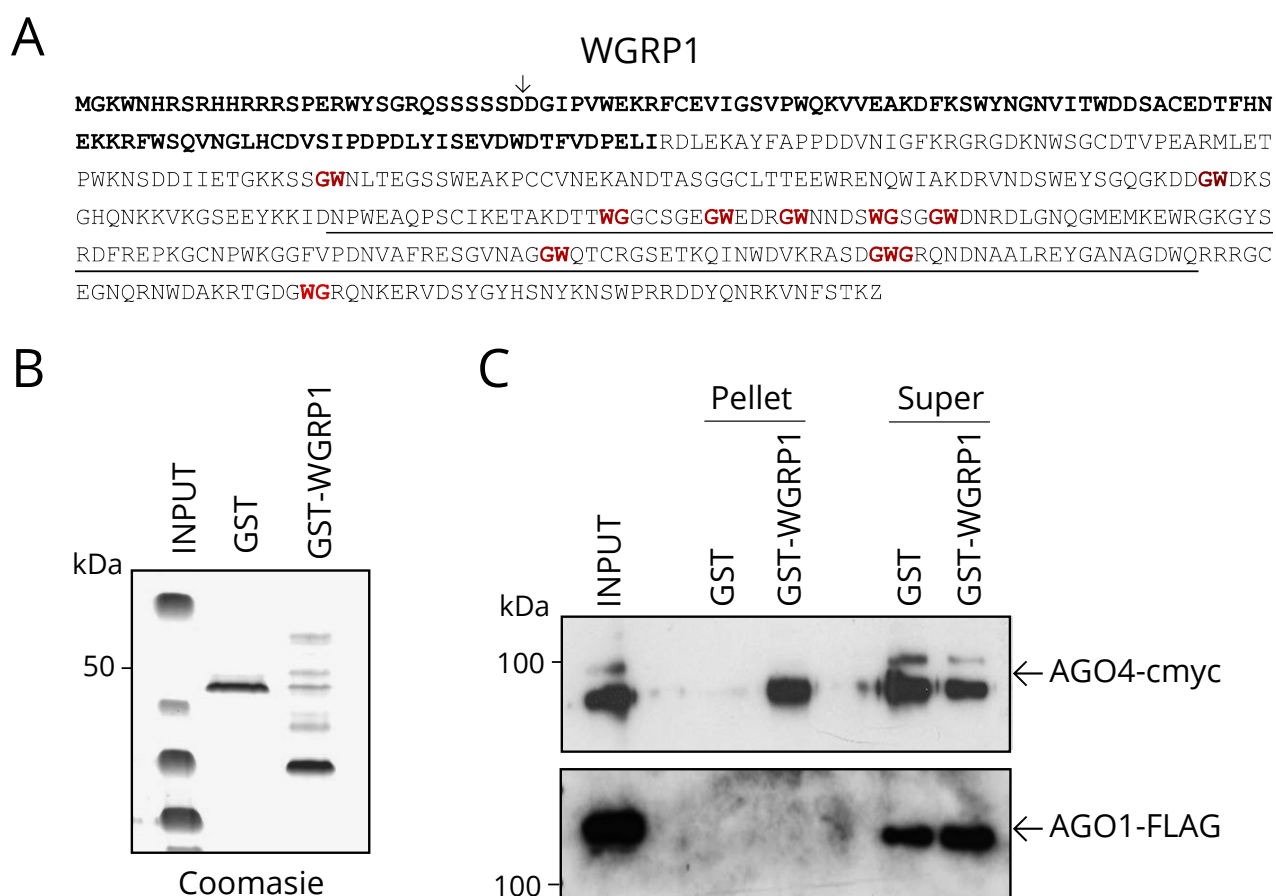 A
WGRP1
↓
MGKWNHRSRHHRRRSPERWYSGRQSSSSSDDGIPVWEKRFCEVIGSVPWQKVVEAKDFKSWYNGNVITWDDSACEDTFHN
EKKRFWSQVNGLHCDVSIPDPDLYISEVDWDTFVDPELIRDLEKAYFAPPDDVNIGFKRGRGDKNWSGCDTVPEARMLET
PWKNSDDIIETGKKSSGWNLTEGSSWEAKPCCVNEKANDTASGGCLTTEEWRENQWIAKDRVNDSWEYSGQGKDDGWDKS
GHQNKKVKGSEEYKKIDNPWEAQPSCIKETAKDTTWGGCSGEGWEDRGWNNDSWGSGGWDNRDLGNQGMEMKEWRGKGYS
RDFREPKGCNPWKGGFVPDNVAFRESGVNAGGWQTCRGSETKQINWDVKRASDGWGRQNDNAALREYGANAGDWQRRRGC
EGNQRNWDAKRTGDGWGRQNKERVDSYGYHSNYKNSWPRRDDYQNRKVNFSTKZ
B
INPUT
GST
GST-WGRP1
kDa
50
Coomasie
C
Pellet
Super
INPUT
GST
GST-WGRP1
GST
GST-WGRP1
kDa
100
←AGO4-cmyc
←AGO1-FLAG
100